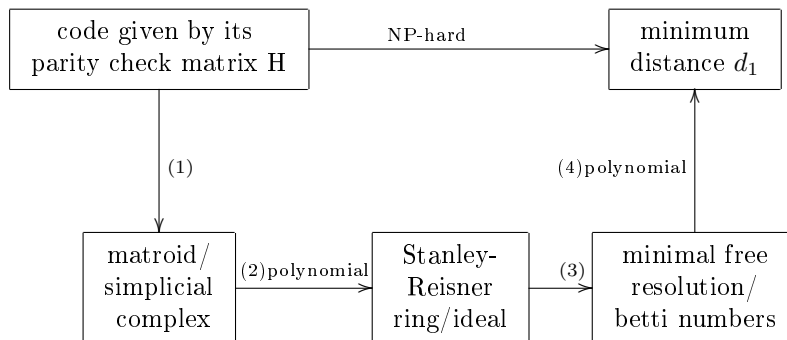 code given by its
parity check matrix H
NP-hard
minimum
distance d₁
(1)
(4)polynomial
matroid/
simplicial
complex
(2)polynomial
Stanley-
Reisner
ring/ideal
(3)
minimal free
resolution/
betti numbers